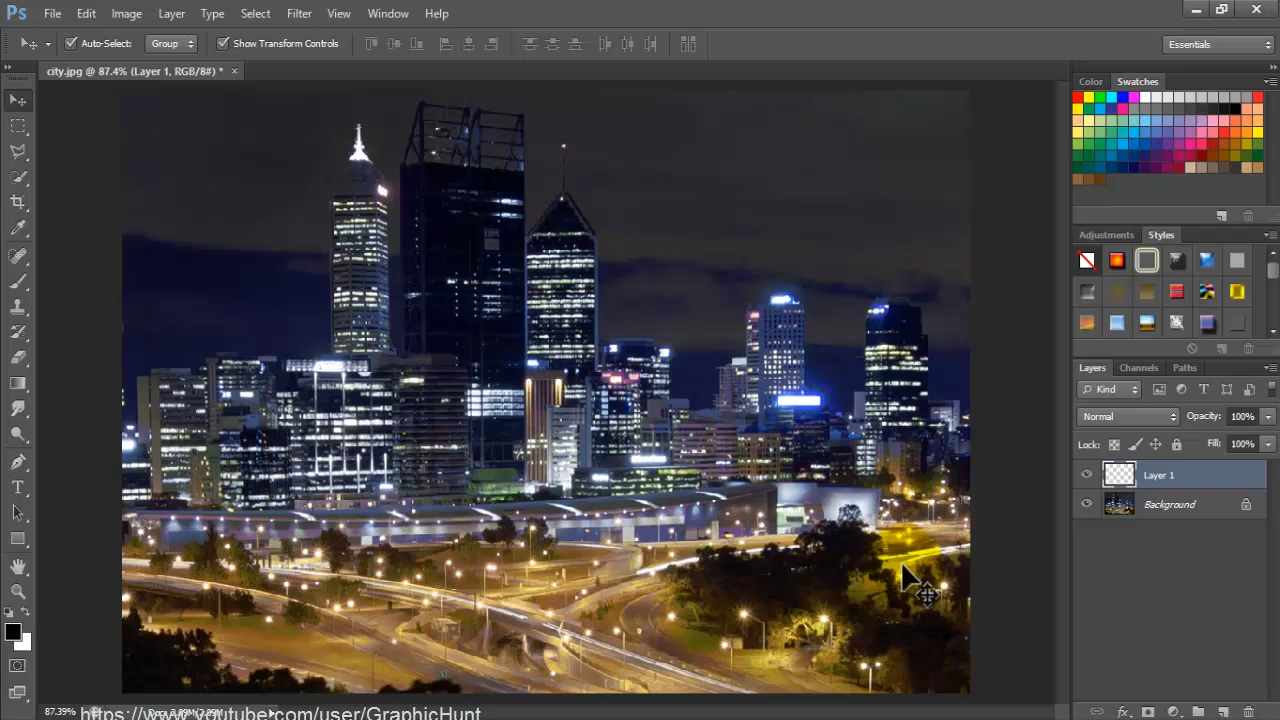 Ps File Edit Image Layer Type Select Filter View Window Help
Auto-Select: Group Show Transform Controls Essentials
city.jpg @ 87.4% (Layer 1, RGB/8#) * ×
Color Swatches
Adjustments Styles
Layers Channels Paths
Kind
Normal Opacity: 100%
Lock: Fill: 100%
Layer 1
Background
87.39%
https://www.youtube.com/user/GraphicHunt